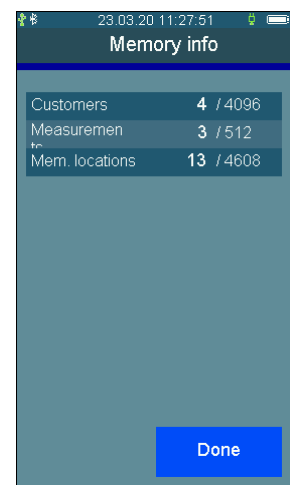 23.03.20 11:27:51
Memory info
Customers 4 / 4096
Measuremen 3 / 512
ts
Mem. locations 13 / 4608
Done